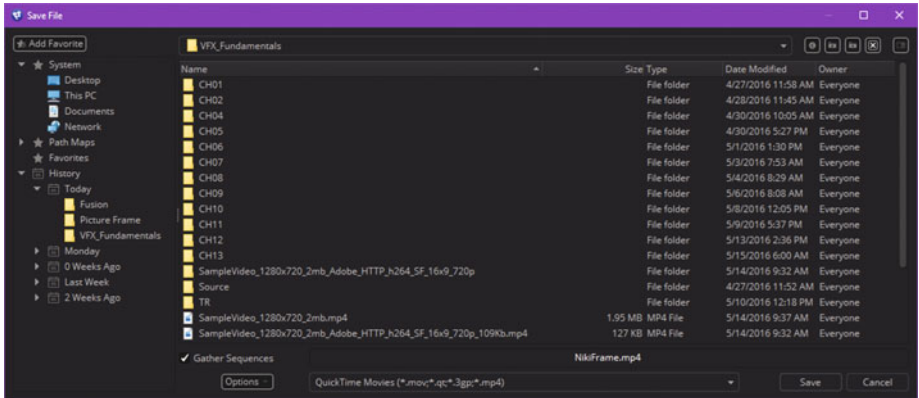 Save File
Add Favorite
VFX_Fundamentals
System
Desktop
This PC
Documents
Network
Path Maps
Favorites
History
Today
Fusion
Picture Frame
VFX_Fundamentals
Monday
0 Weeks Ago
Last Week
2 Weeks Ago
Name Size Type Date Modified Owner
CH01 File folder 4/27/2016 11:58 AM Everyone
CH02 File folder 4/28/2016 11:45 AM Everyone
CH04 File folder 4/30/2016 10:05 AM Everyone
CH05 File folder 4/30/2016 5:27 PM Everyone
CH06 File folder 5/1/2016 1:30 PM Everyone
CH07 File folder 5/3/2016 7:53 AM Everyone
CH08 File folder 5/4/2016 8:29 AM Everyone
CH09 File folder 5/6/2016 8:08 AM Everyone
CH10 File folder 5/8/2016 12:05 PM Everyone
CH11 File folder 5/9/2016 5:37 PM Everyone
CH12 File folder 5/13/2016 2:36 PM Everyone
CH13 File folder 5/15/2016 6:00 AM Everyone
SampleVideo_1280x720_2mb_Adobe_HTTP_h264_SF_16x9_720p File folder 5/14/2016 9:32 AM Everyone
Source File folder 4/27/2016 11:52 AM Everyone
TR File folder 5/10/2016 12:18 PM Everyone
SampleVideo_1280x720_2mb.mp4 1.95 MB MP4 File 5/14/2016 9:37 AM Everyone
SampleVideo_1280x720_2mb_Adobe_HTTP_h264_SF_16x9_720p_109Kb.mp4 127 KB MP4 File 5/14/2016 9:32 AM Everyone
Gather Sequences NikiFrame.mp4
Options QuickTime Movies (*.mov;*.qt;*.3gp;*.mp4) Save Cancel